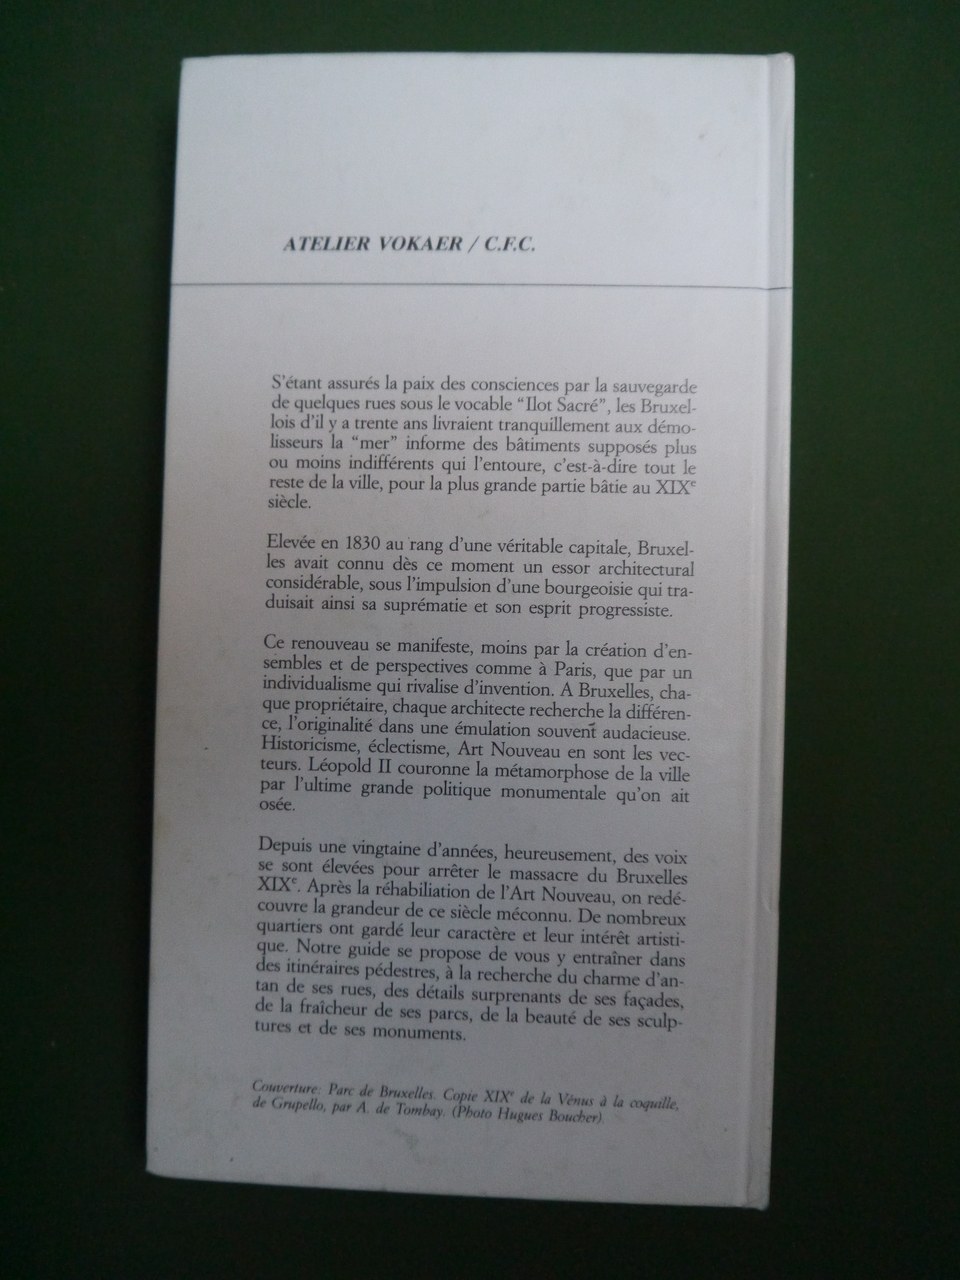 ATELIER VOKAER / C.F.C.
S'étant assurés la paix des consciences par la sauvegarde
de quelques rues sous le vocable "Ilot Sacré", les Bruxel-
lois d'il y a trente ans livraient tranquillement aux démo-
lisseurs la "mer" informe des bâtiments supposés plus
ou moins indifférents qui l'entoure, c'est-à-dire tout le
reste de la ville, pour la plus grande partie bâtie au XIXe
siècle.
Elevée en 1830 au rang d'une véritable capitale, Bruxel-
les avait connu dès ce moment un essor architectural
considérable, sous l'impulsion d'une bourgeoisie qui tra-
duisait ainsi sa suprématie et son esprit progressiste.
Ce renouveau se manifeste, moins par la création d'en-
sembles et de perspectives comme à Paris, que par un
individualisme qui rivalise d'invention. A Bruxelles, cha-
que propriétaire, chaque architecte recherche la différen-
ce, l'originalité dans une émulation souvent audacieuse.
Historicisme, éclectisme, Art Nouveau en sont les vec-
teurs. Léopold II couronne la métamorphose de la ville
par l'ultime grande politique monumentale qu'on ait
osée.
Depuis une vingtaine d'années, heureusement, des voix
se sont élevées pour arrêter le massacre du Bruxelles
XIXe. Après la réhabiliation de l'Art Nouveau, on redé-
couvre la grandeur de ce siècle méconnu. De nombreux
quartiers ont gardé leur caractère et leur intérêt artisti-
que. Notre guide se propose de vous y entraîner dans
des itinéraires pédestres, à la recherche du charme d'an-
tan de ses rues, des détails surprenants de ses façades,
de la fraîcheur de ses parcs, de la beauté de ses sculp-
tures et de ses monuments.
Couverture: Parc de Bruxelles. Copie XIXe de la Vénus à la coquille,
de Grupello, par A. de Tombay. (Photo Hugues Boucher).